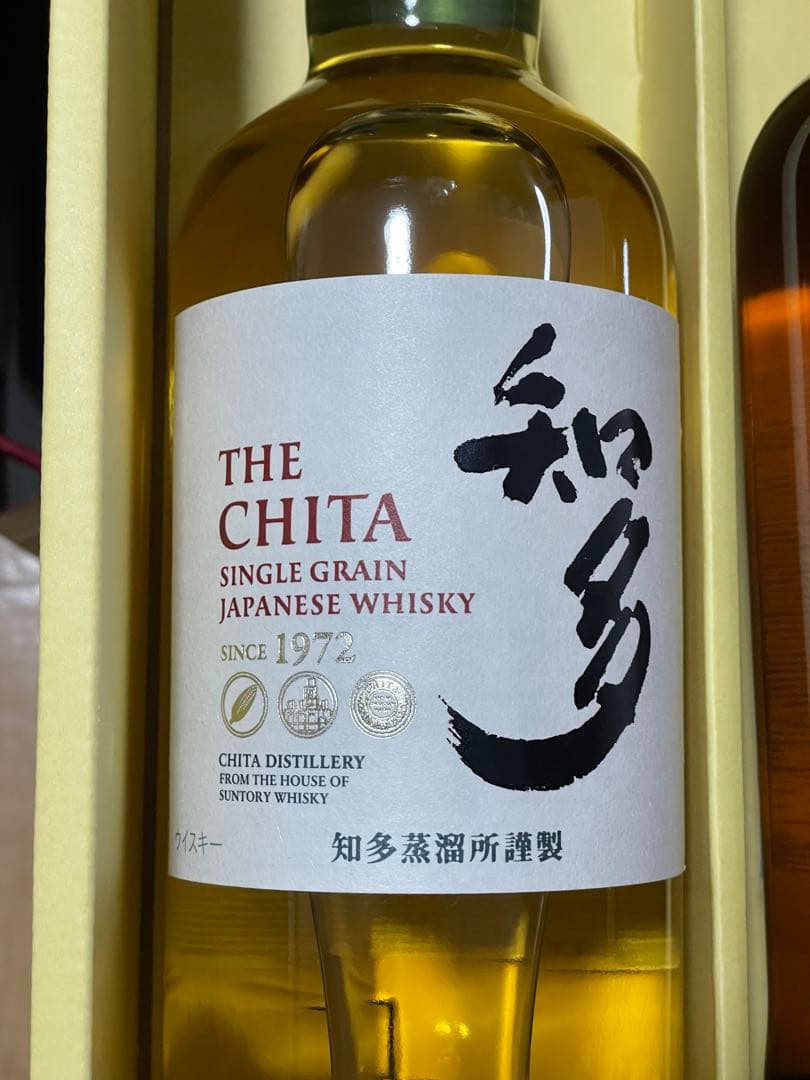 THE
CHITA
SINGLE GRAIN
JAPANESE WHISKY
SINCE 1972
CHITA
CHITA DISTILLERY
FROM THE HOUSE OF
SUNTORY WHISKY
知多
ウイスキー
知多蒸溜所謹製